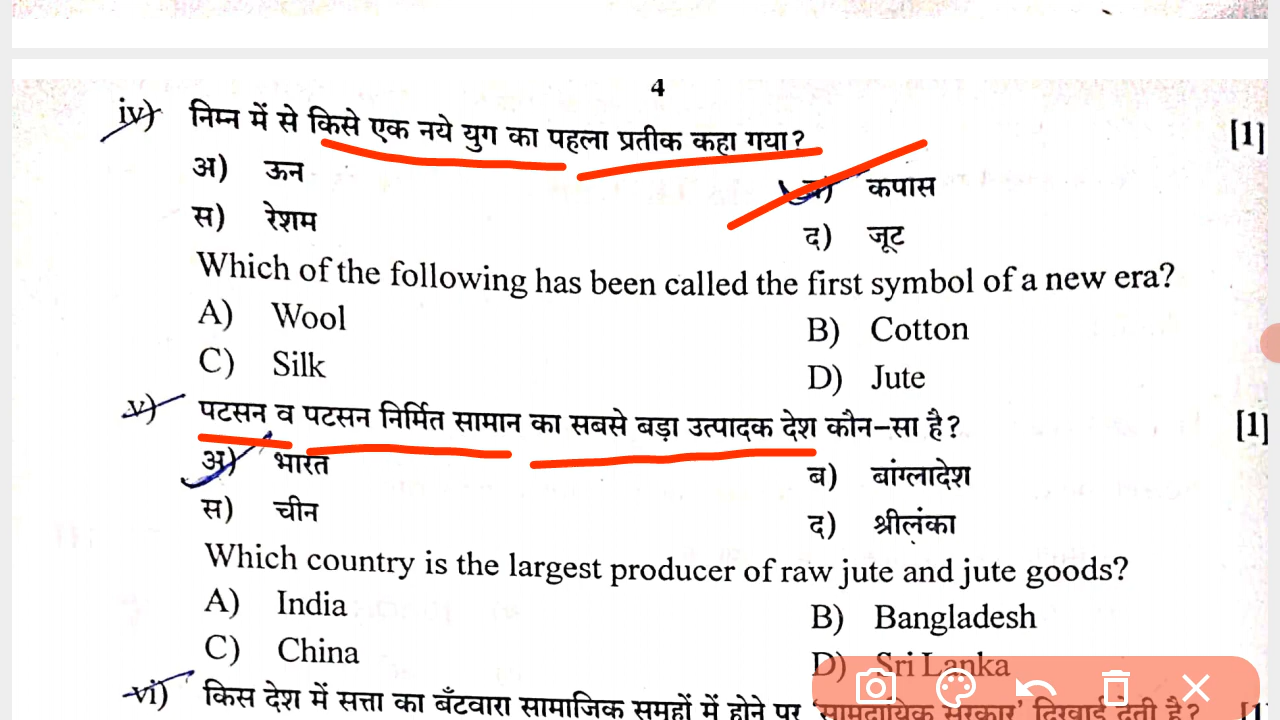 4
iv) निम्न में से किसे एक नये युग का पहला प्रतीक कहा गया? [1]
अ) ऊन ब) कपास
स) रेशम द) जूट
Which of the following has been called the first symbol of a new era?
A) Wool B) Cotton
C) Silk D) Jute
v) पटसन व पटसन निर्मित सामान का सबसे बड़ा उत्पादक देश कौन-सा है? [1]
अ) भारत ब) बांग्लादेश
स) चीन द) श्रीलंका
Which country is the largest producer of raw jute and jute goods?
A) India B) Bangladesh
C) China D) Sri Lanka
vi) किस देश में सत्ता का बँटवारा सामाजिक समूहों में होने पर 'सामुदायिक सरकार' दिखाई देती है? [1]